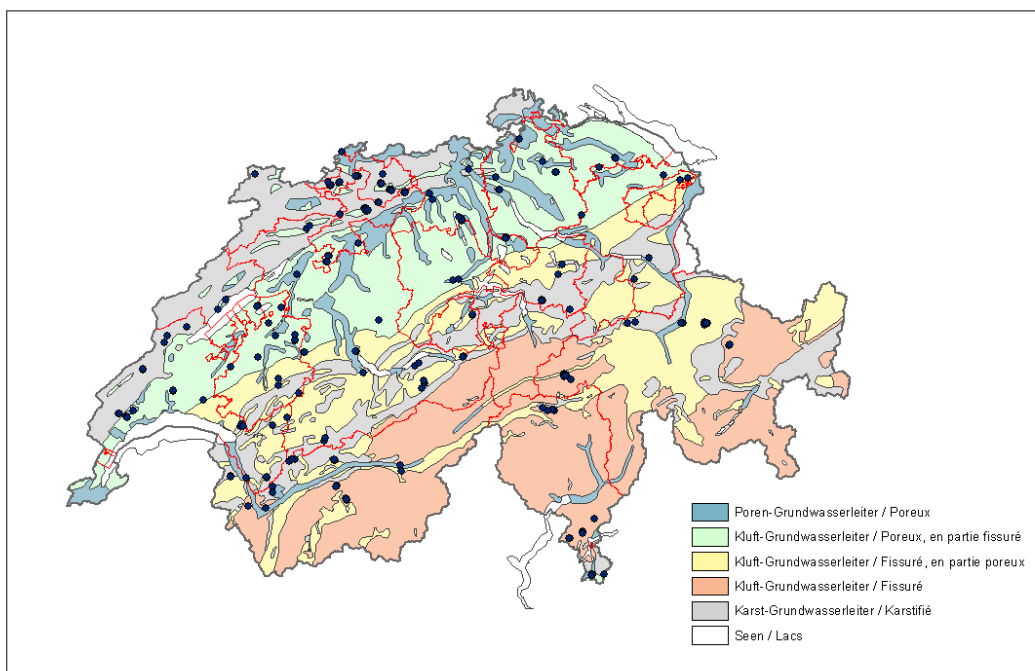 Poren-Grundwasserleiter / Poreux
Kluft-Grundwasserleiter / Poreux, en partie fissuré
Kluft-Grundwasserleiter / Fissuré, en partie poreux
Kluft-Grundwasserleiter / Fissuré
Karst-Grundwasserleiter / Karstifié
Seen / Lacs